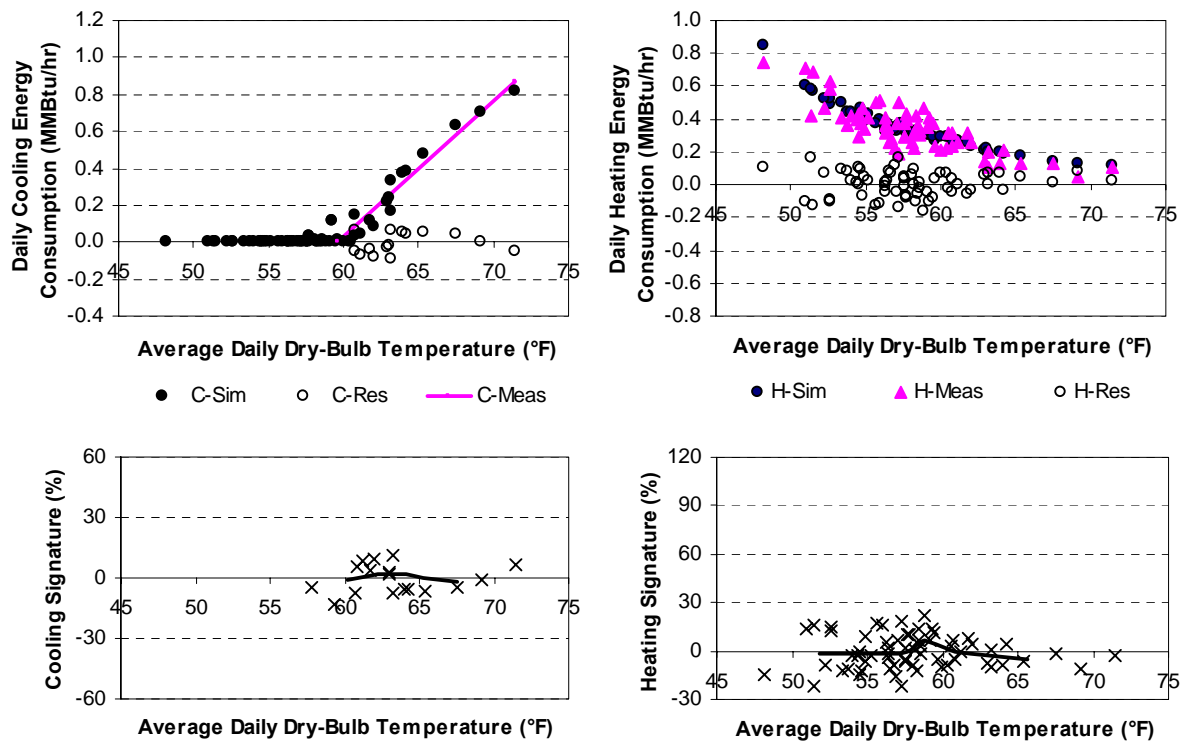 Daily Cooling Energy
Consumption (MMBtu/hr)
1.2
1.0
0.8
0.6
0.4
0.2
0.0
-0.2
-0.4
45 50 55 60 65 70 75
Average Daily Dry-Bulb Temperature (°F)
C-Sim C-Res C-Meas
Daily Heating Energy
Consumption (MMBtu/hr)
1.0
0.8
0.6
0.4
0.2
0.0
-0.2
-0.4
-0.6
-0.8
45 50 55 60 65 70 75
Average Daily Dry-Bulb Temperature (°F)
H-Sim H-Meas H-Res
Cooling Signature (%)
60
30
0
-30
-60
45 50 55 60 65 70 75
Average Daily Dry-Bulb Temperature (°F)
Heating Signature (%)
120
90
60
30
0
-30
45 50 55 60 65 70 75
Average Daily Dry-Bulb Temperature (°F)